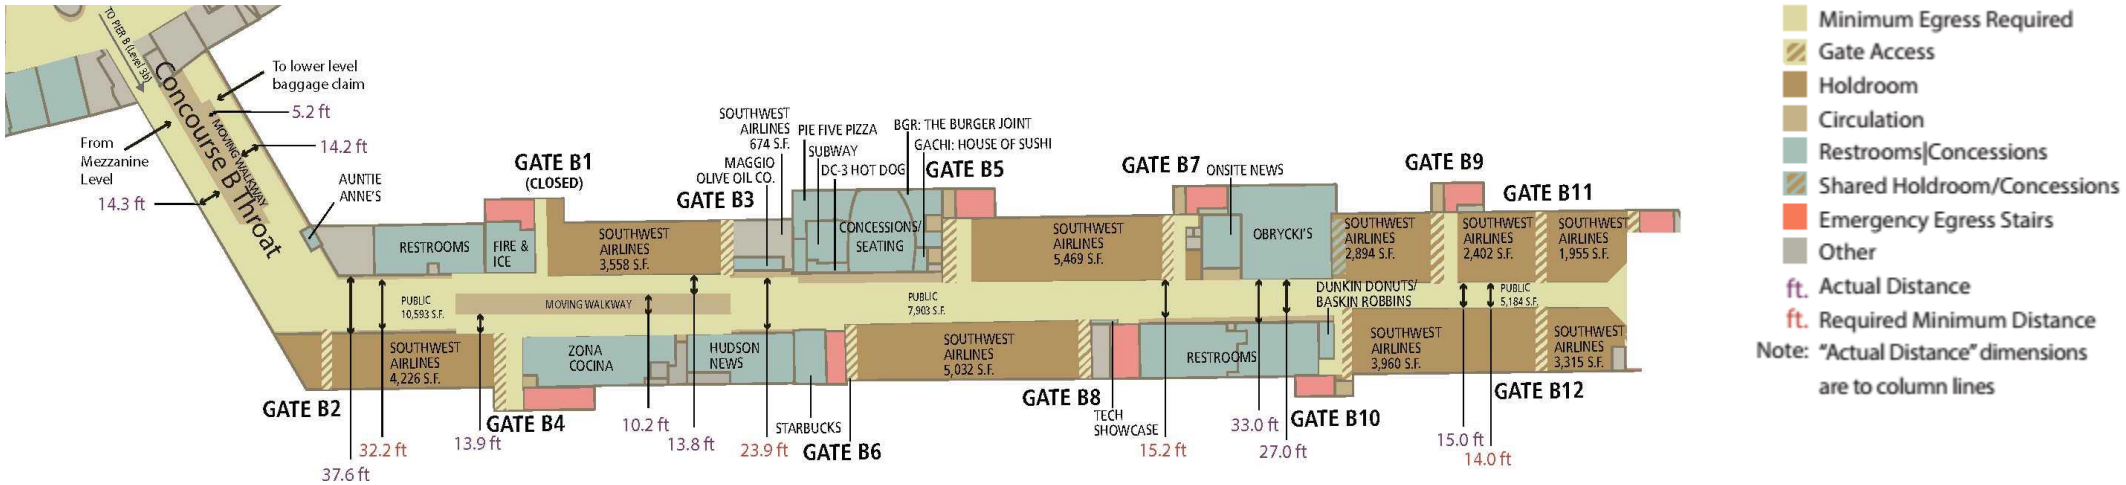 TO PIER B (Level 3b)
Concourse B Throat
MOVING WALKWAY
To lower level
baggage claim
5.2 ft
14.2 ft
From
Mezzanine
Level
14.3 ft
AUNTIE
ANNE'S
RESTROOMS
FIRE &
ICE
GATE B1
(CLOSED)
SOUTHWEST
AIRLINES
3,558 S.F.
GATE B3
SOUTHWEST
AIRLINES
674 S.F.
MAGGIO
OLIVE OIL CO.
PIE FIVE PIZZA
SUBWAY
DC-3 HOT DOG
BGR: THE BURGER JOINT
GACHI: HOUSE OF SUSHI
CONCESSIONS/
SEATING
GATE B5
SOUTHWEST
AIRLINES
5,469 S.F.
GATE B7
ONSITE NEWS
OBRYCKI'S
SOUTHWEST
AIRLINES
2,894 S.F.
GATE B9
SOUTHWEST
AIRLINES
2,402 S.F.
GATE B11
SOUTHWEST
AIRLINES
1,955 S.F.
PUBLIC
10,593 S.F.
MOVING WALKWAY
PUBLIC
7,903 S.F.
DUNKIN DONUTS/
BASKIN ROBBINS
PUBLIC
5,184 S.F.
GATE B2
SOUTHWEST
AIRLINES
4,226 S.F.
37.6 ft
32.2 ft
13.9 ft
GATE B4
ZONA
COCINA
HUDSON
NEWS
10.2 ft
13.8 ft
23.9 ft
STARBUCKS
GATE B6
SOUTHWEST
AIRLINES
5,032 S.F.
GATE B8
TECH
SHOWCASE
15.2 ft
RESTROOMS
33.0 ft
27.0 ft
GATE B10
SOUTHWEST
AIRLINES
3,960 S.F.
15.0 ft
14.0 ft
GATE B12
SOUTHWEST
AIRLINES
3,315 S.F.
Minimum Egress Required
Gate Access
Holdroom
Circulation
Restrooms|Concessions
Shared Holdroom/Concessions
Emergency Egress Stairs
Other
ft. Actual Distance
ft. Required Minimum Distance
Note: "Actual Distance" dimensions
are to column lines